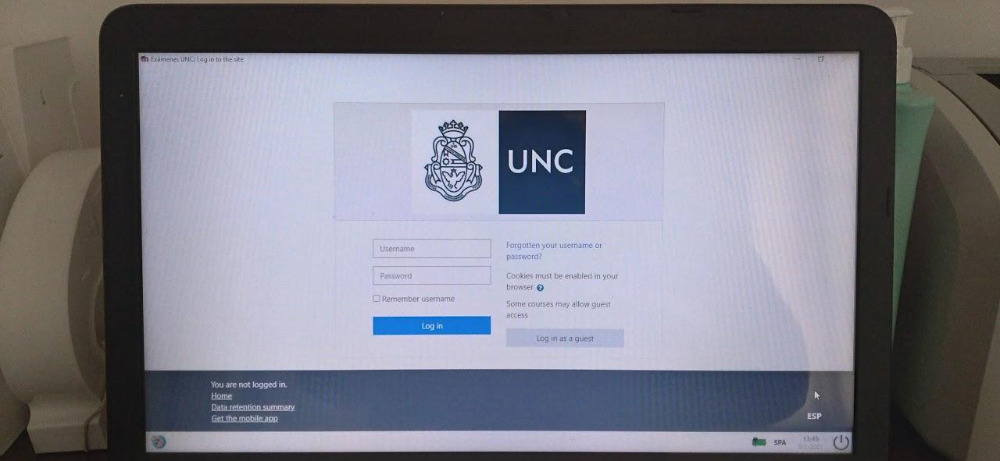 Exámenes UNC: Log in to the site
UNC
Username
Password
Remember username
Log in
Forgotten your username or
password?
Cookies must be enabled in your
browser
Some courses may allow guest
access
Log in as a guest
You are not logged in.
Home
Data retention summary
Get the mobile app
ESP
SPA
13:45